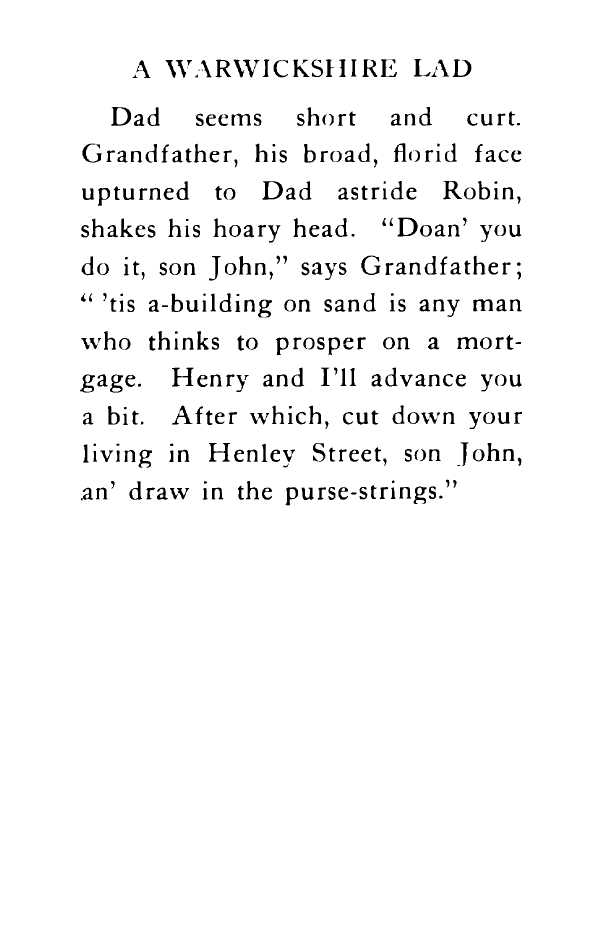 A WARWICKSHIRE LAD
Dad seems short and curt.
Grandfather, his broad, florid face
upturned to Dad astride Robin,
shakes his hoary head. “Doan’ you
do it, son John,” says Grandfather;
“ ’tis a-building on sand is any man
who thinks to prosper on a mort-
gage. Henry and I’ll advance you
a bit. After which, cut down your
living in Henley Street, son John,
an’ draw in the purse-strings.”